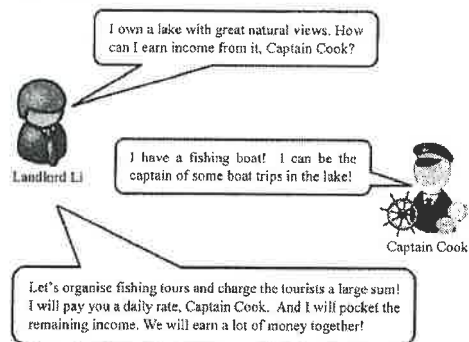 I own a lake with great natural views. How
can I earn income from it, Captain Cook?
Landlord Li
I have a fishing boat! I can be the
captain of some boat trips in the lake!
Captain Cook
Let's organise fishing tours and charge the tourists a large sum!
I will pay you a daily rate, Captain Cook. And I will pocket the
remaining income. We will earn a lot of money together!